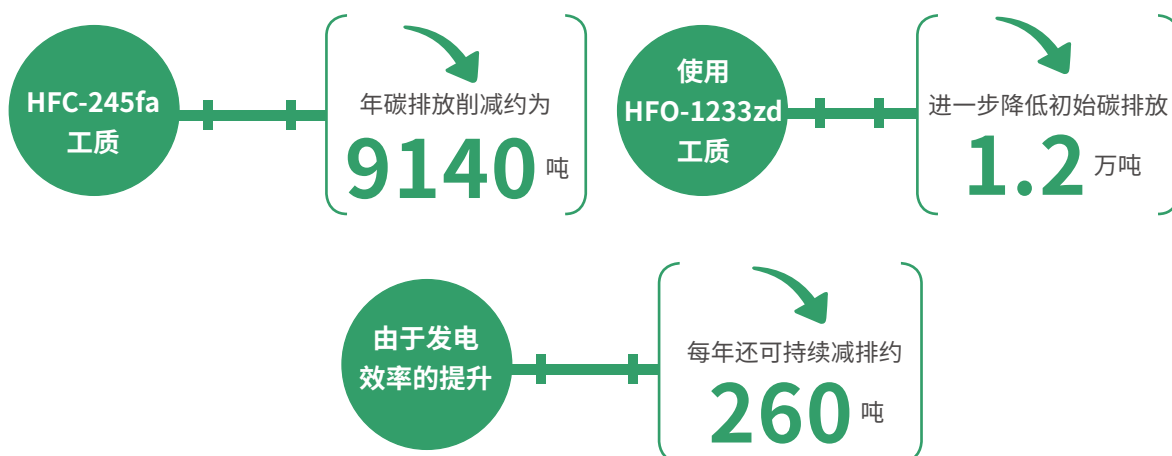 HFC-245fa
工质
年碳排放削减约为
9140 吨
使用
HFO-1233zd
工质
进一步降低初始碳排放
1.2 万吨
由于发电
效率的提升
每年还可持续减排约
260 吨